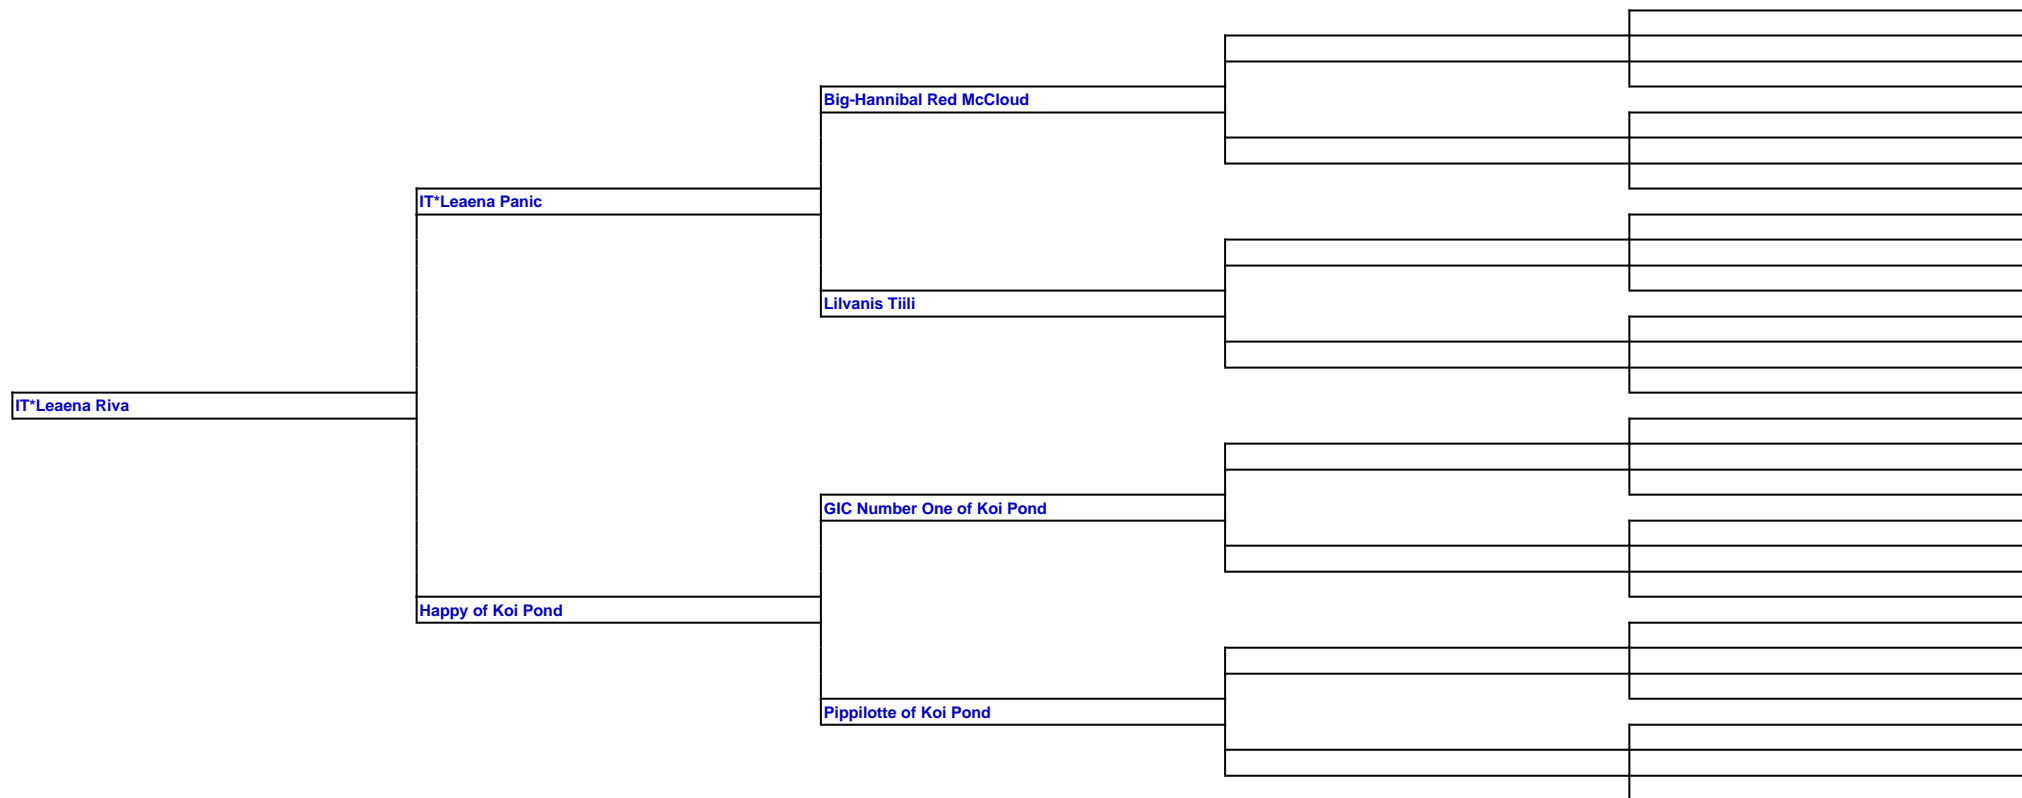 Big-Hannibal Red McCloud
IT*Leaena Panic
Lilvanis Tiili
IT*Leaena Riva
GIC Number One of Koi Pond
Happy of Koi Pond
Pippilotte of Koi Pond